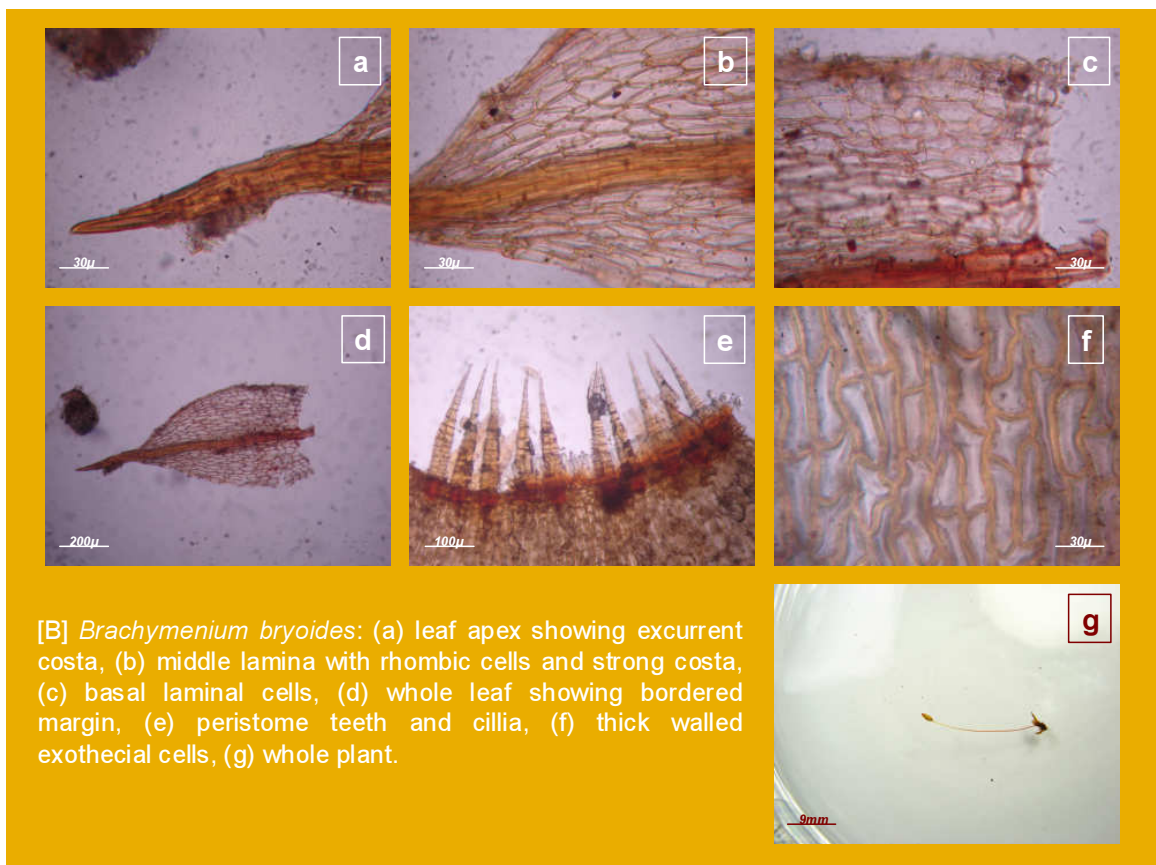 a
b
c
30µ
30µ
30µ
d
e
f
200µ
100µ
30µ
g
9mm
[B] Brachymenium bryoides: (a) leaf apex showing excurrent
costa, (b) middle lamina with rhombic cells and strong costa,
(c) basal laminal cells, (d) whole leaf showing bordered
margin, (e) peristome teeth and cillia, (f) thick walled
exothecial cells, (g) whole plant.